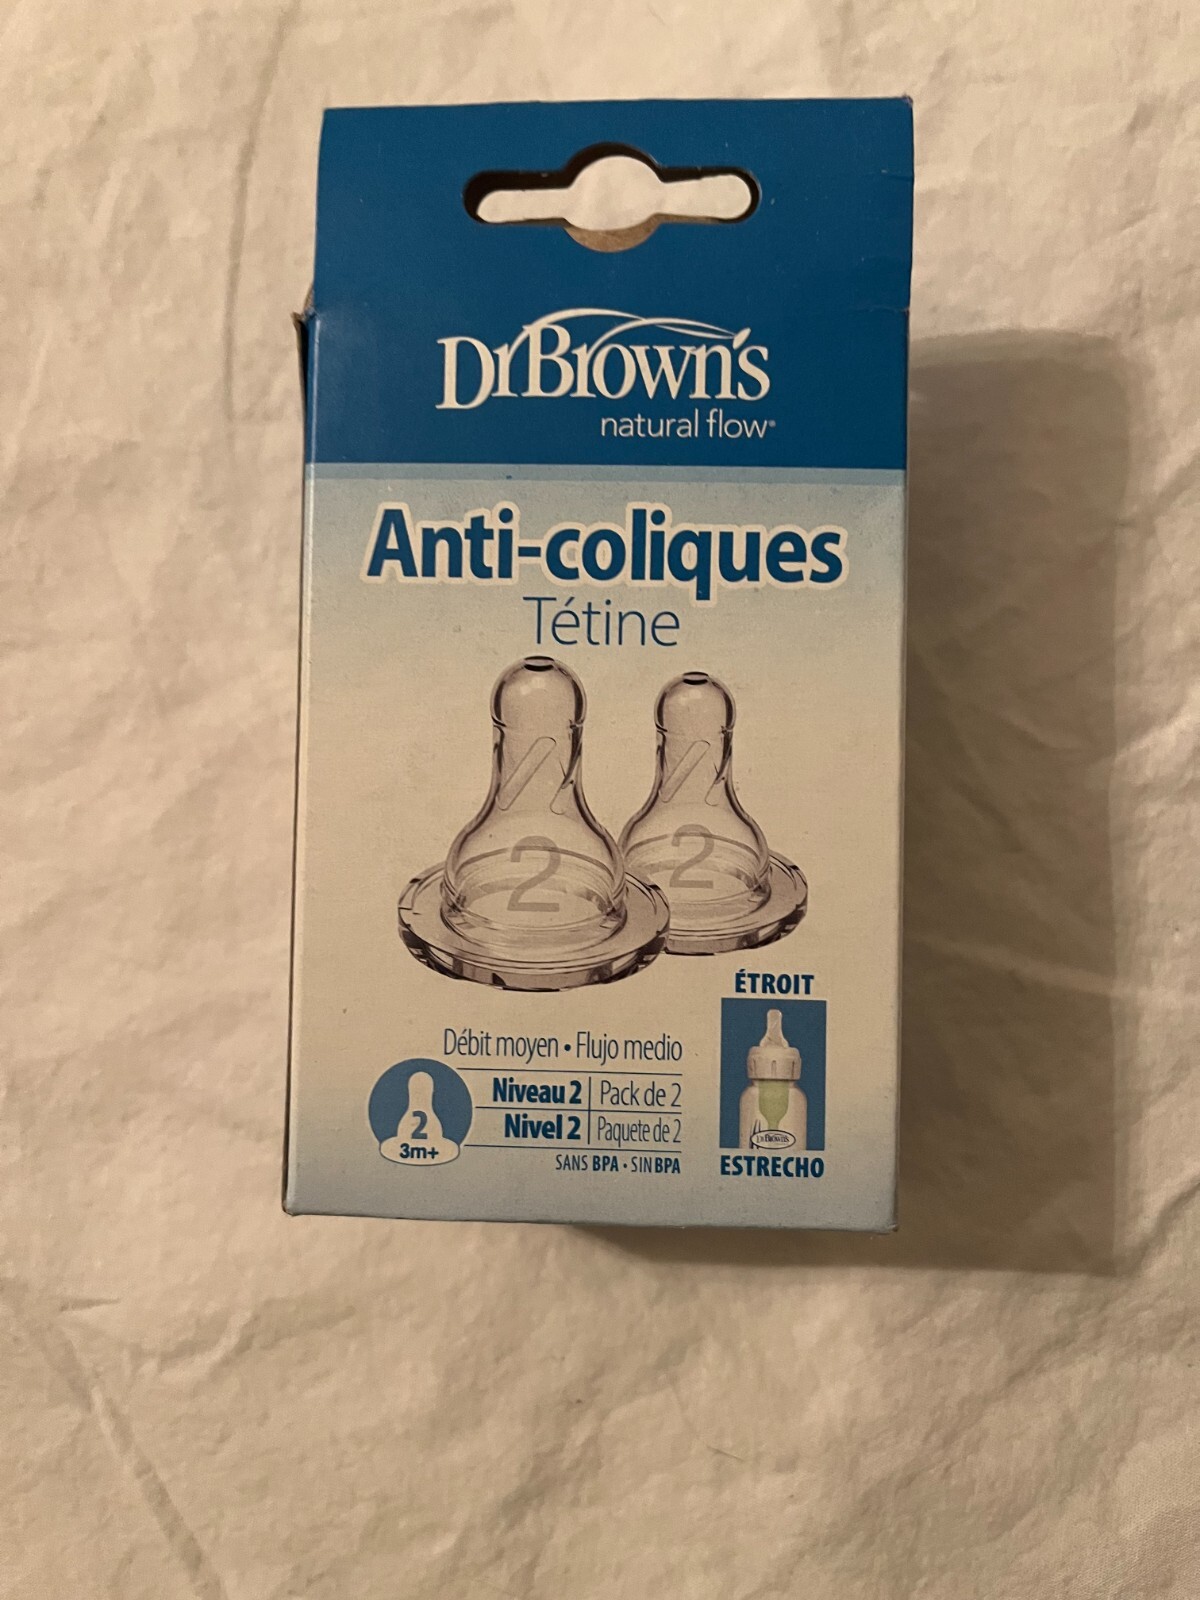 DrBrown's
natural flow®
Anti-coliques
Tétine
2
2
ÉTROIT
Débit moyen • Flujo medio
Niveau 2 | Pack de 2
Nivel 2 | Paquete de 2
2
3m+
SANS BPA • SIN BPA
DrBrown's
ESTRECHO